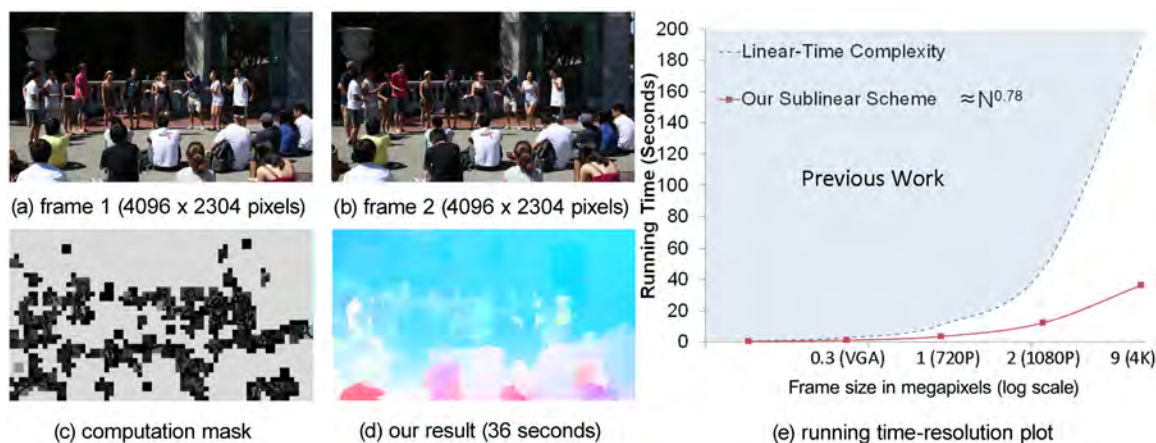 (a) frame 1 (4096 x 2304 pixels)
(b) frame 2 (4096 x 2304 pixels)
(c) computation mask
(d) our result (36 seconds)
200
180
160
140
120
100
80
60
40
20
0
Running Time (Seconds)
Linear-Time Complexity
Our Sublinear Scheme ≈N^0.78
Previous Work
0.3 (VGA) 1 (720P) 2 (1080P) 9 (4K)
Frame size in megapixels (log scale)
(e) running time-resolution plot